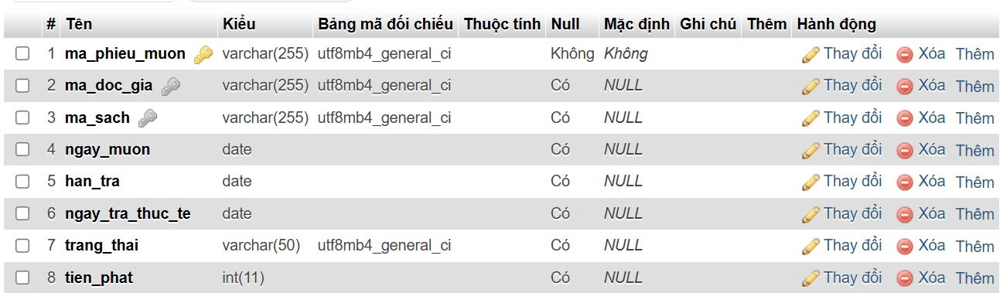 # Tên Kiểu Bảng mã đối chiếu Thuộc tính Null Mặc định Ghi chú Thêm Hành động
1 ma_phieu_muon varchar(255) utf8mb4_general_ci Không Không Thay đổi Xóa Thêm
2 ma_doc_gia varchar(255) utf8mb4_general_ci Có NULL Thay đổi Xóa Thêm
3 ma_sach varchar(255) utf8mb4_general_ci Có NULL Thay đổi Xóa Thêm
4 ngay_muon date Có NULL Thay đổi Xóa Thêm
5 han_tra date Có NULL Thay đổi Xóa Thêm
6 ngay_tra_thuc_te date Có NULL Thay đổi Xóa Thêm
7 trang_thai varchar(50) utf8mb4_general_ci Có NULL Thay đổi Xóa Thêm
8 tien_phat int(11) Có NULL Thay đổi Xóa Thêm